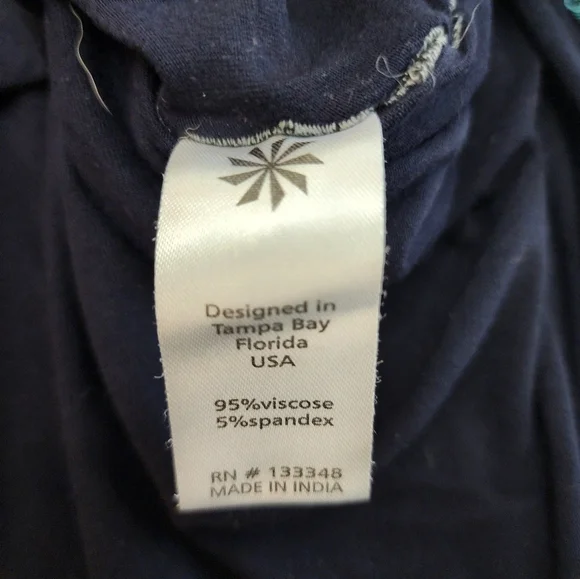 Designed in
Tampa Bay
Florida
USA
95%viscose
5%spandex
RN # 133348
MADE IN INDIA